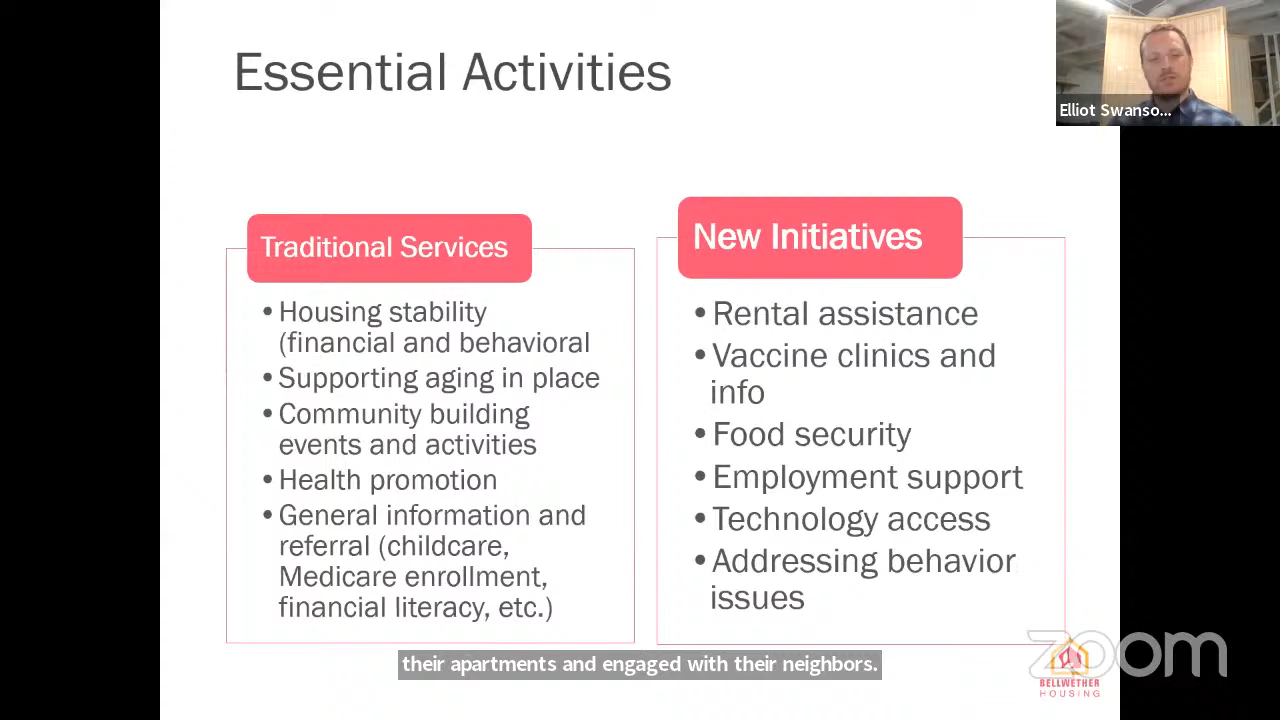 Essential Activities
Elliot Swanso...
Traditional Services
• Housing stability
(financial and behavioral
• Supporting aging in place
• Community building
events and activities
• Health promotion
• General information and
referral (childcare,
Medicare enrollment,
financial literacy, etc.)
New Initiatives
• Rental assistance
• Vaccine clinics and
info
• Food security
• Employment support
• Technology access
• Addressing behavior
issues
their apartments and engaged with their neighbors.
zoom
BELLWETHER
HOUSING